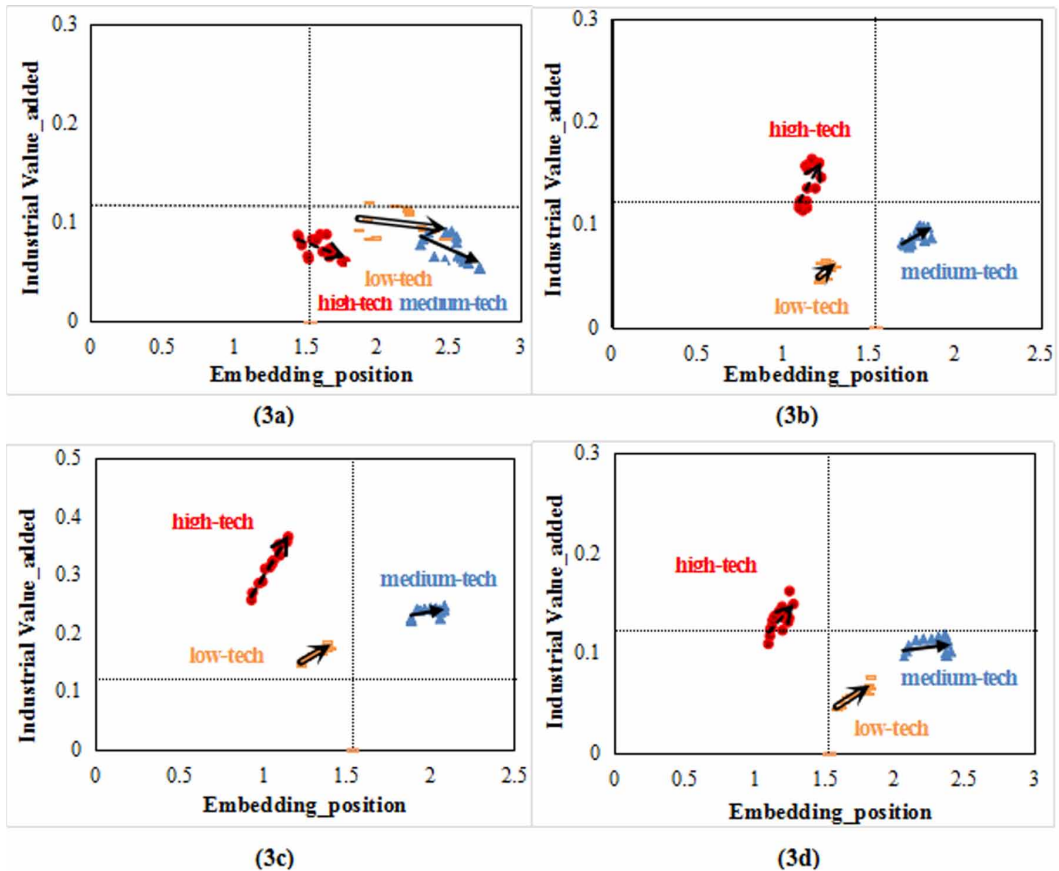 Industrial Value_added
0.3
0.2
0.1
0
low-tech
high-tech medium-tech
0 0.5 1 1.5 2 2.5 3
Embedding_position
(3a)
Industrial Value_added
0.3
0.2
0.1
0
high-tech
medium-tech
low-tech
0 0.5 1 1.5 2 2.5
Embedding_position
(3b)
Industrial Value_added
0.5
0.4
0.3
0.2
0.1
0
high-tech
medium-tech
low-tech
0 0.5 1 1.5 2 2.5
Embedding_position
(3c)
Industrial Value_added
0.3
0.2
0.1
0
high-tech
medium-tech
low-tech
0 0.5 1 1.5 2 2.5 3
Embedding_position
(3d)